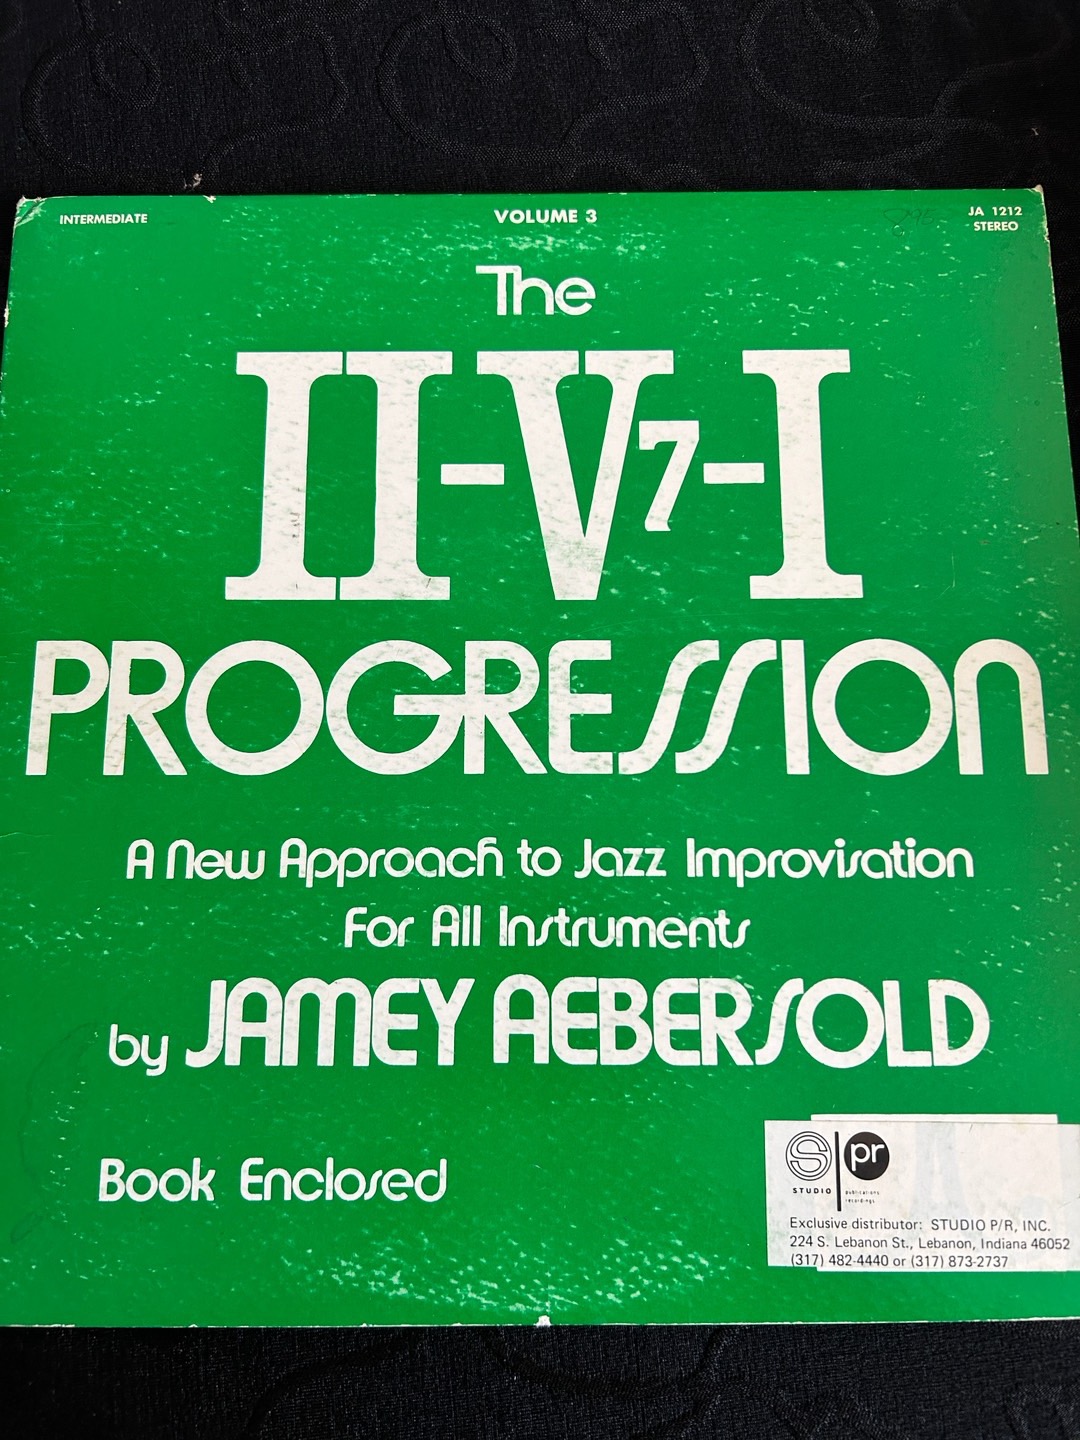 INTERMEDIATE
VOLUME 3
JA 1212
STEREO
The
II-V7-I
PROGRESSION
A New Approach to Jazz Improvisation
For All Instruments
by JAMEY AEBERSOLD
Book Enclosed
S pr
STUDIO publications
recordings
Exclusive distributor: STUDIO P/R, INC.
224 S. Lebanon St., Lebanon, Indiana 46052
(317) 482-4440 or (317) 873-2737